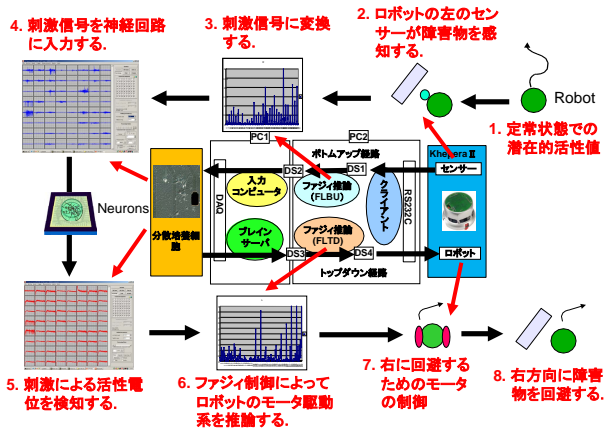 4. 刺激信号を神経回路
に入力する.
3. 刺激信号に変換
する.
2. ロボットの左のセン
サーが障害物を感
知する.
Robot
1. 定常状態での
潜在的活性値
PC1
PC2
ボトムアップ経路
Khepera Ⅱ
センサー
DS2
DS1
入力
コンピュータ
ファジィ推論
(FLBU)
クライアント
RS232C
DAQ
Neurons
分散培養細
胞
ブレイン
サーバ
ファジィ推論
(FLTD)
DS3
DS4
ロボット
トップダウン経路
5. 刺激による活性電
位を検知する.
6. ファジィ制御によって
ロボットのモータ駆動
系を推論する.
7. 右に回避する
ためのモータ
の制御
8. 右方向に障害
物を回避する.